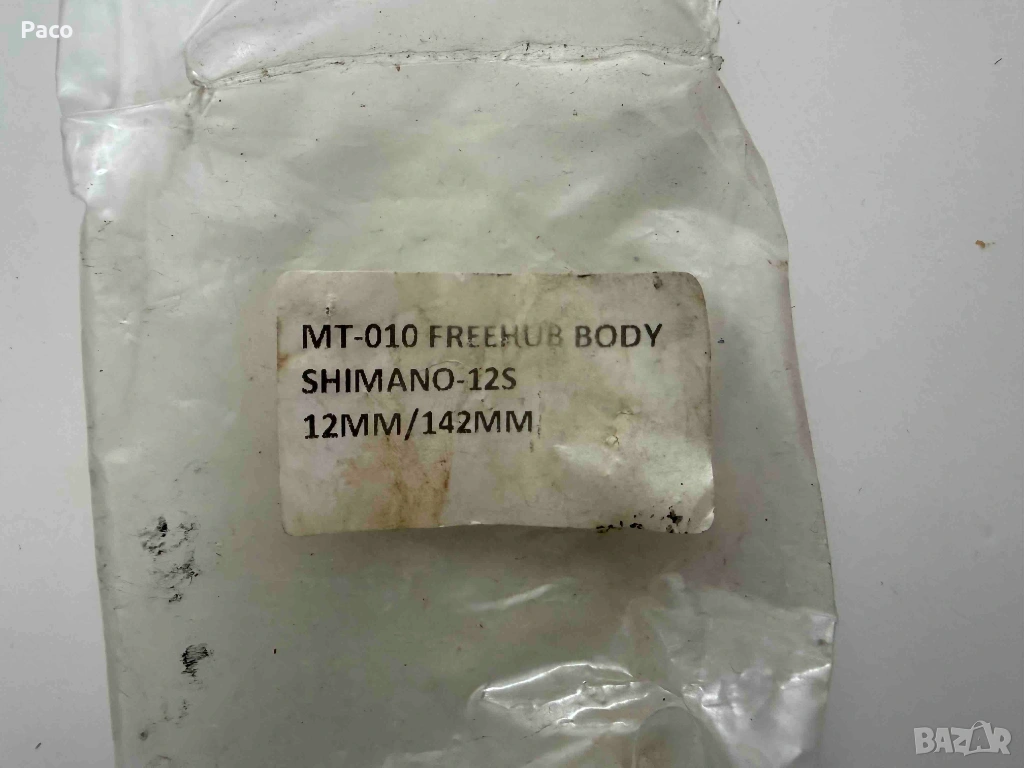 Paco
MT-010 FREEHUB BODY
SHIMANO-12S
12MM/142MM
BAZAR